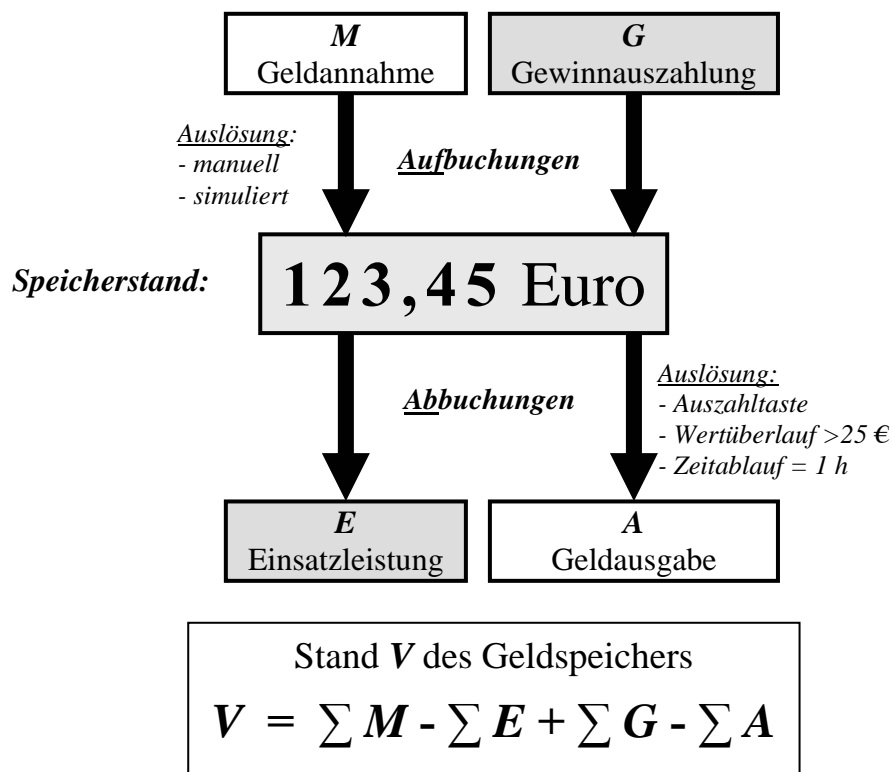 M
Geldannahme
G
Gewinnauszahlung
Auslösung:
- manuell
- simuliert
Aufbuchungen
Speicherstand:
123,45 Euro
Abbuchungen
Auslösung:
- Auszahltaste
- Wertüberlauf >25 €
- Zeitablauf = 1 h
E
Einsatzleistung
A
Geldausgabe
Stand V des Geldspeichers
V = ∑ M - ∑ E + ∑ G - ∑ A